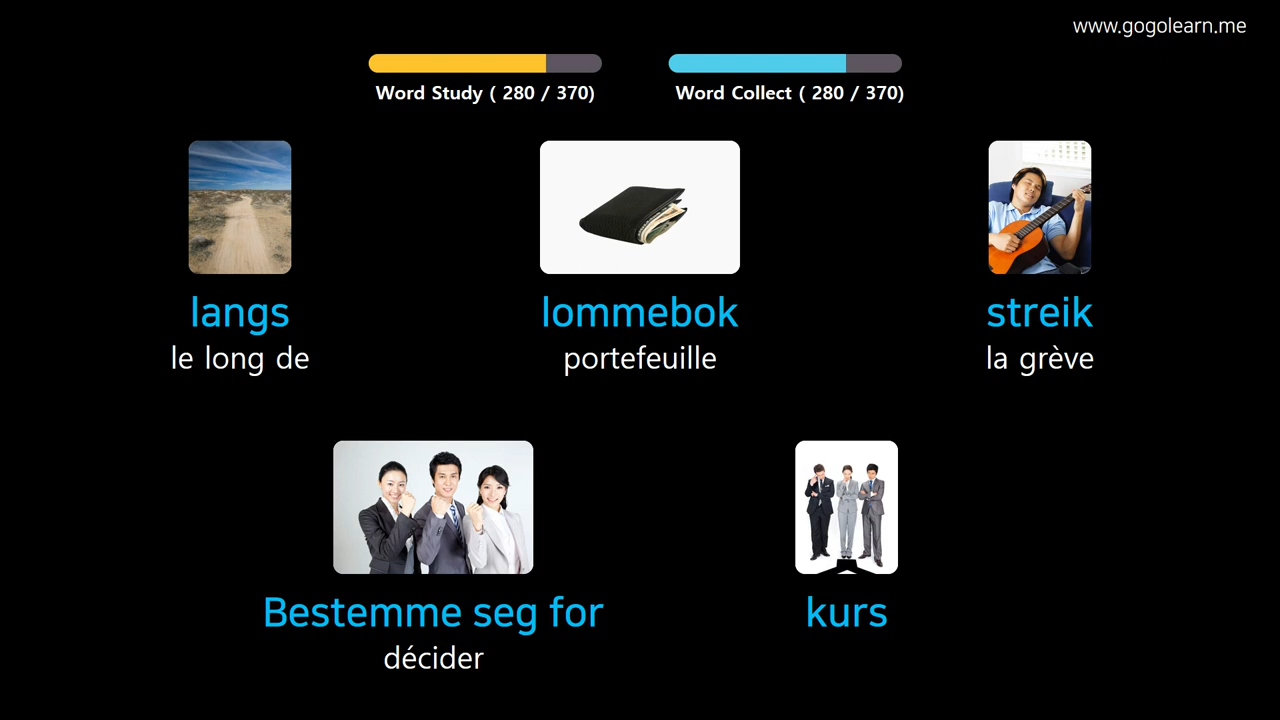 www.gogolearn.me
Word Study ( 280 / 370)
Word Collect ( 280 / 370)
langs
le long de
lommebok
portefeuille
streik
la grève
Bestemme seg for
décider
kurs